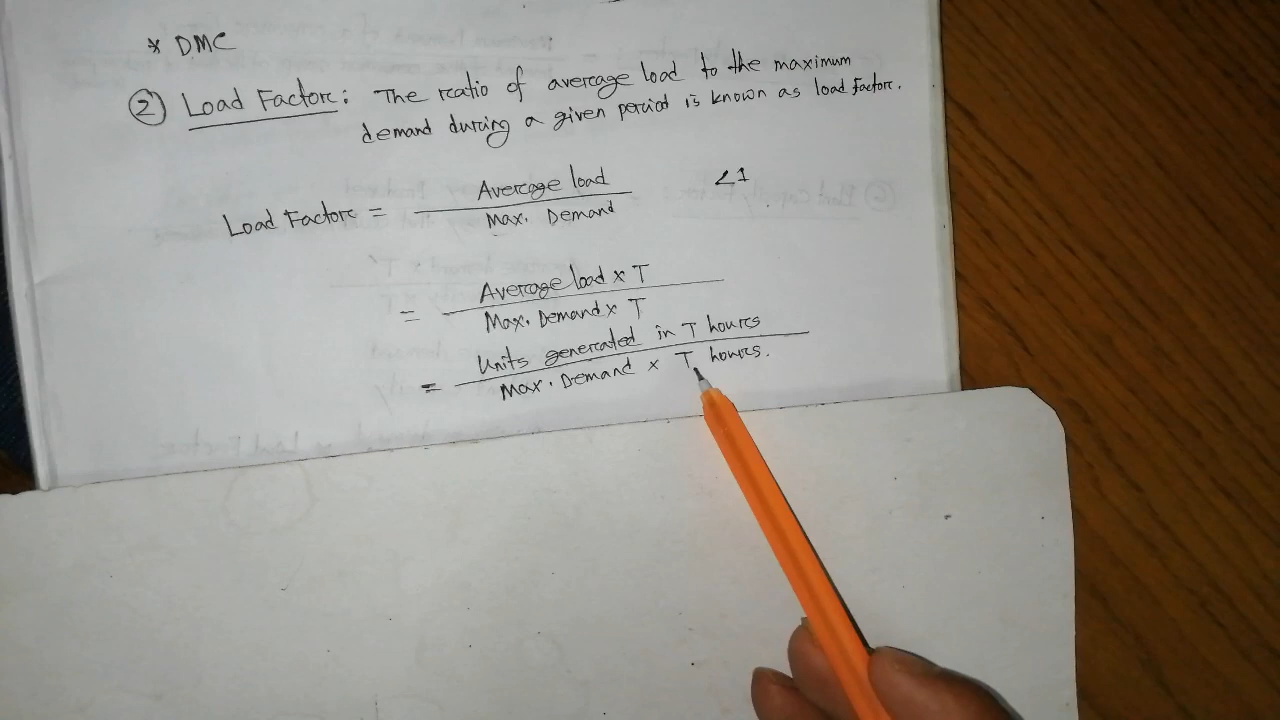 * DMC
② Load Factor: The ratio of average load to the maximum
demand during a given period is known as load factor.
Load Factor = Average load / Max. Demand <1
= Average load x T / Max. Demand x T
= Units generated in T hours / Max. Demand x T hours.